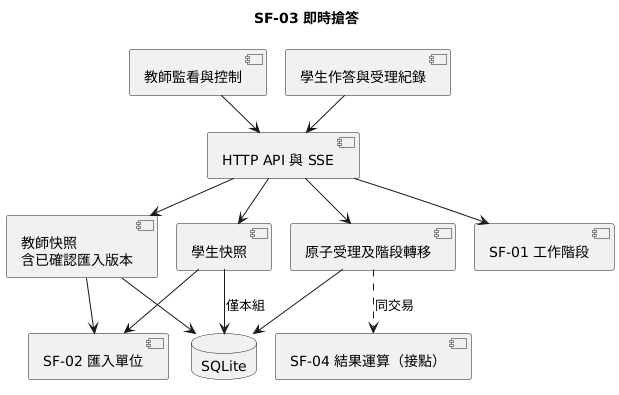 SF-03 即時搶答
教師監看與控制
學生作答與受理紀錄
HTTP API 與 SSE
教師快照
含已確認匯入版本
學生快照
原子受理及階段轉移
SF-01 工作階段
僅本組
同交易
SF-02 匯入單位
SQLite
SF-04 結果運算（接點）